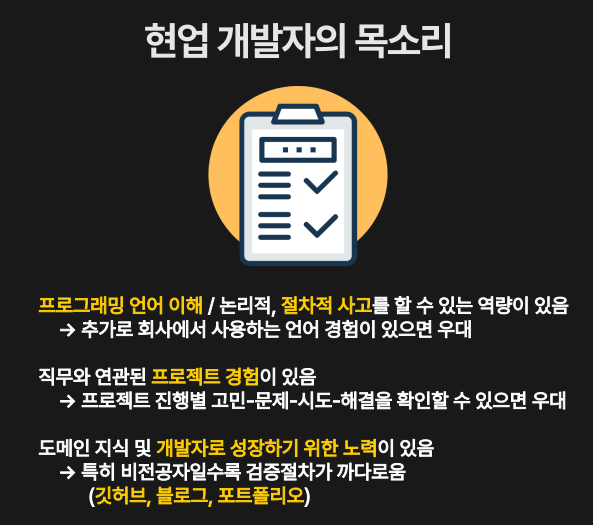 현업 개발자의 목소리
프로그래밍 언어 이해 / 논리적, 절차적 사고를 할 수 있는 역량이 있음
→ 추가로 회사에서 사용하는 언어 경험이 있으면 우대
직무와 연관된 프로젝트 경험이 있음
→ 프로젝트 진행별 고민-문제-시도-해결을 확인할 수 있으면 우대
도메인 지식 및 개발자로 성장하기 위한 노력이 있음
→ 특히 비전공자일수록 검증절차가 까다로움
(깃허브, 블로그, 포트폴리오)